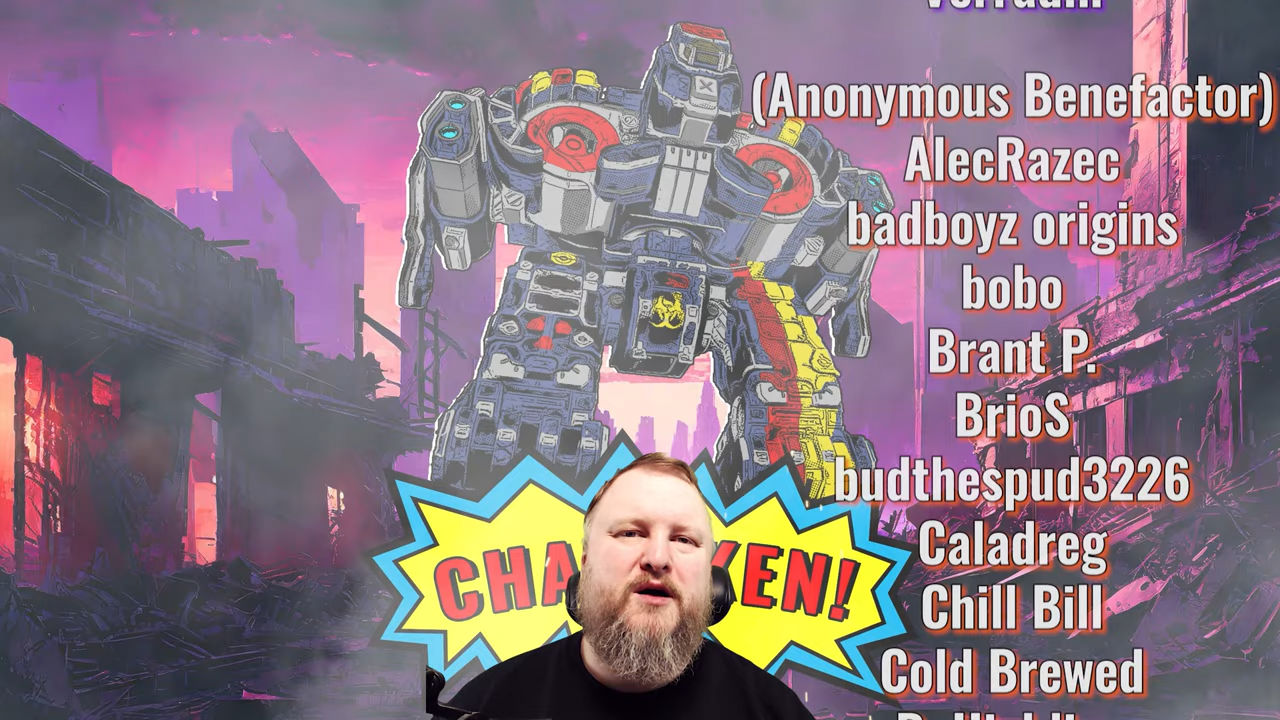 (Anonymous Benefactor)
AlecRazec
badboyz origins
bobo
Brant P.
BrioS
budthespud3226
Caladreg
Chill Bill
Cold Brewed